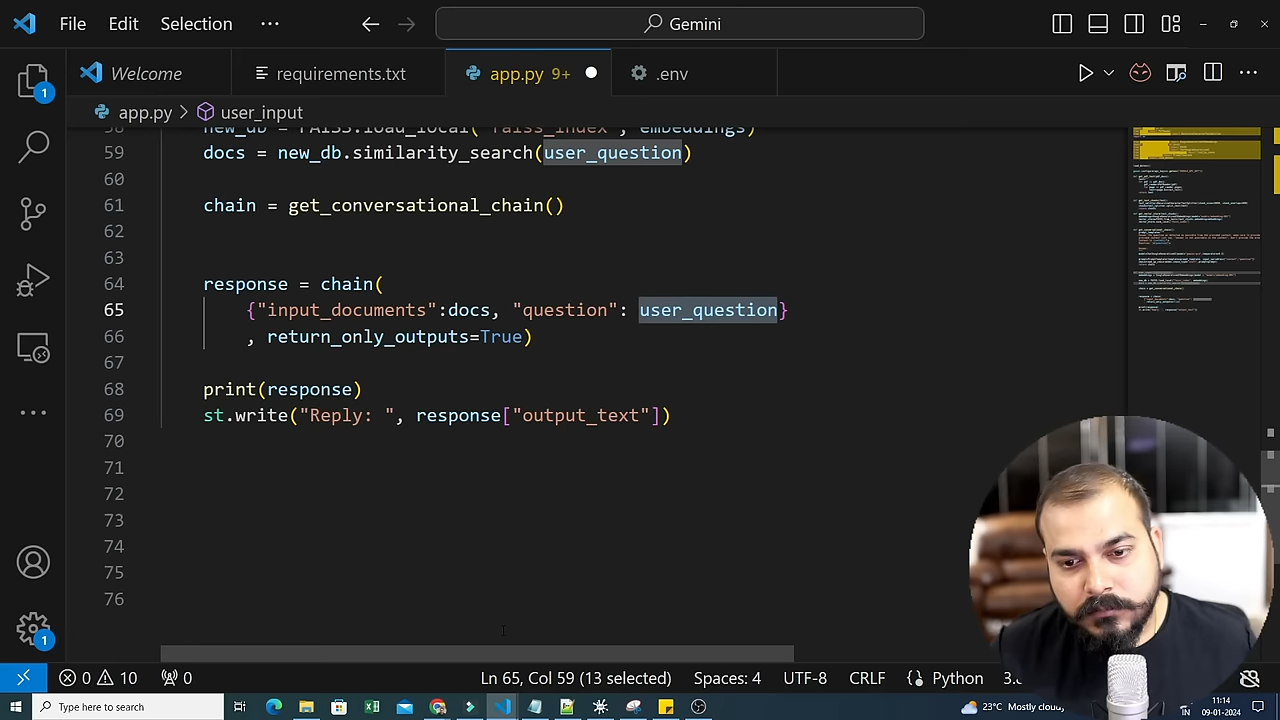 File Edit Selection ··· Gemini
Welcome requirements.txt app.py 9+ .env
app.py > user_input
58 new_db = FAISS.load_local("faiss_index", embeddings)
59 docs = new_db.similarity_search(user_question)
60
61 chain = get_conversational_chain()
62
63
64 response = chain(
65 {"input_documents":docs, "question": user_question}
66 , return_only_outputs=True)
67
68 print(response)
69 st.write("Reply: ", response["output_text"])
70
71
72
73
74
75
76
1
1
0 10 0 Ln 65, Col 59 (13 selected) Spaces: 4 UTF-8 CRLF Python
Type here to search 23°C Mostly cloudy IN 11:14
09-01-2024